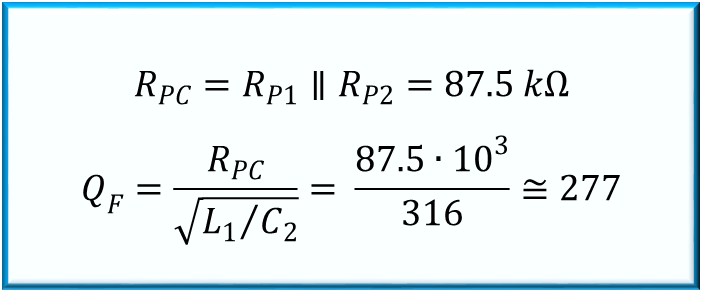 R_PC = R_P1 ∥ R_P2 = 87.5 kΩ
Q_F = R_PC / √(L_1/C_2) = 87.5 · 10^3 / 316 ≅ 277